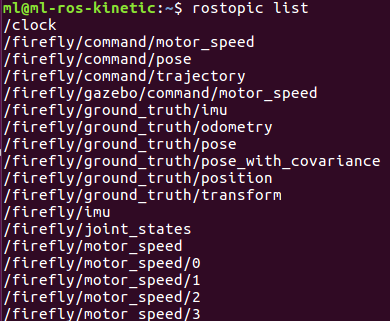 ml@ml-ros-kinetic:~$ rostopic list
/clock
/firefly/command/motor_speed
/firefly/command/pose
/firefly/command/trajectory
/firefly/gazebo/command/motor_speed
/firefly/ground_truth/imu
/firefly/ground_truth/odometry
/firefly/ground_truth/pose
/firefly/ground_truth/pose_with_covariance
/firefly/ground_truth/position
/firefly/ground_truth/transform
/firefly/imu
/firefly/joint_states
/firefly/motor_speed
/firefly/motor_speed/0
/firefly/motor_speed/1
/firefly/motor_speed/2
/firefly/motor_speed/3